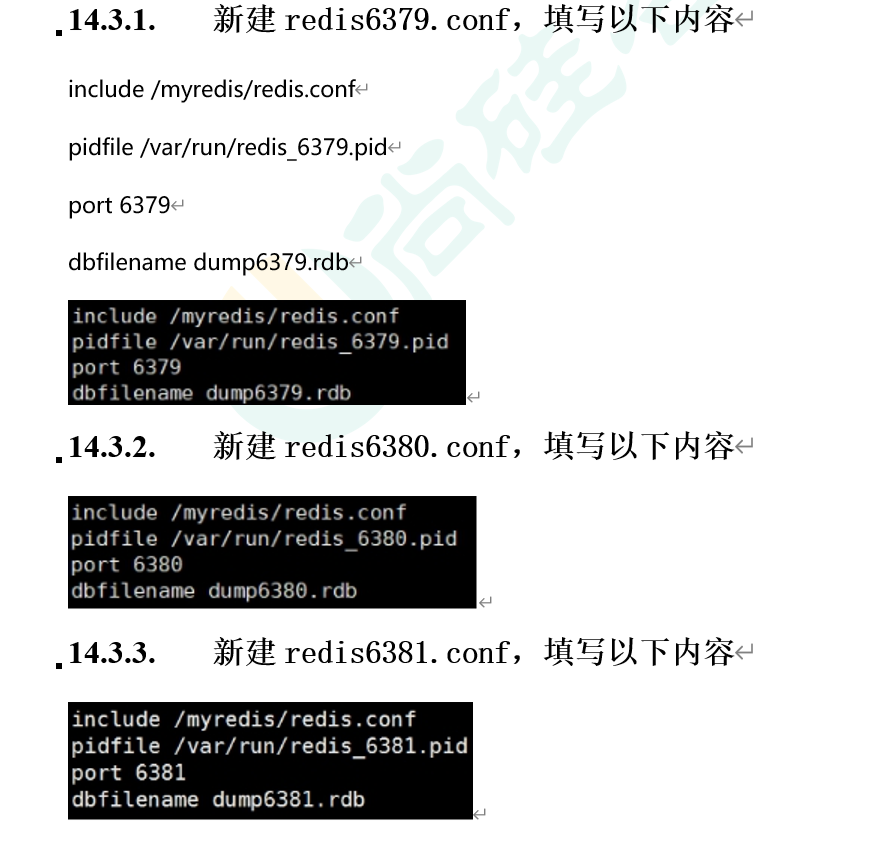 14.3.1. 新建 redis6379.conf，填写以下内容↵
include /myredis/redis.conf↵
pidfile /var/run/redis_6379.pid↵
port 6379↵
dbfilename dump6379.rdb↵
include /myredis/redis.conf
pidfile /var/run/redis_6379.pid
port 6379
dbfilename dump6379.rdb↵
14.3.2. 新建 redis6380.conf，填写以下内容↵
include /myredis/redis.conf
pidfile /var/run/redis_6380.pid
port 6380
dbfilename dump6380.rdb↵
14.3.3. 新建 redis6381.conf，填写以下内容↵
include /myredis/redis.conf
pidfile /var/run/redis_6381.pid
port 6381
dbfilename dump6381.rdb↵
尚硅